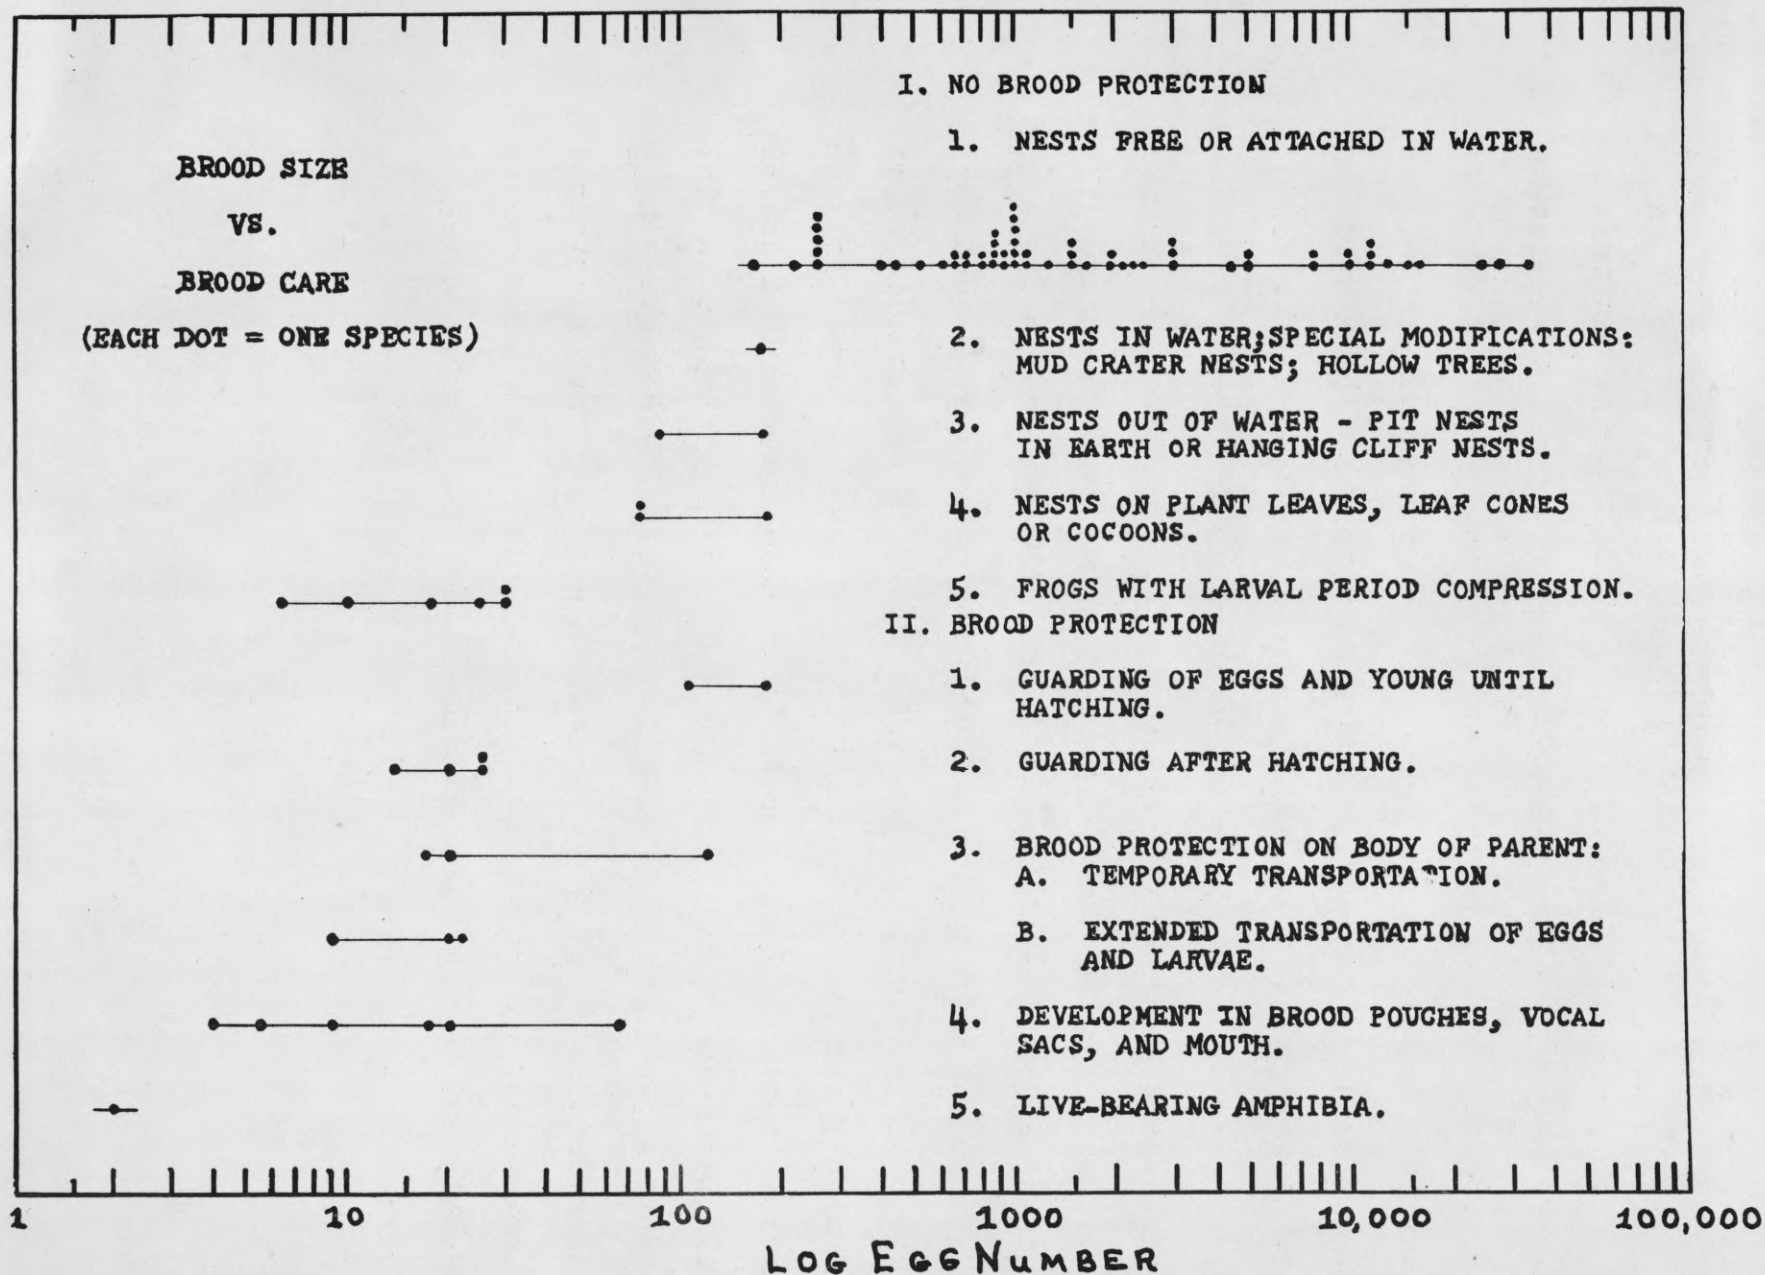 BROOD SIZE
VS.
BROOD CARE
(EACH DOT = ONE SPECIES)
I. NO BROOD PROTECTION
1. NESTS FREE OR ATTACHED IN WATER.
2. NESTS IN WATER;SPECIAL MODIFICATIONS:
MUD CRATER NESTS; HOLLOW TREES.
3. NESTS OUT OF WATER - PIT NESTS
IN EARTH OR HANGING CLIFF NESTS.
4. NESTS ON PLANT LEAVES, LEAF CONES
OR COCOONS.
5. FROGS WITH LARVAL PERIOD COMPRESSION.
II. BROOD PROTECTION
1. GUARDING OF EGGS AND YOUNG UNTIL
HATCHING.
2. GUARDING AFTER HATCHING.
3. BROOD PROTECTION ON BODY OF PARENT:
A. TEMPORARY TRANSPORTATION.
B. EXTENDED TRANSPORTATION OF EGGS
AND LARVAE.
4. DEVELOPMENT IN BROOD POUCHES, VOCAL
SACS, AND MOUTH.
5. LIVE-BEARING AMPHIBIA.
1 10 100 1000 10,000 100,000
LOG EGG NUMBER